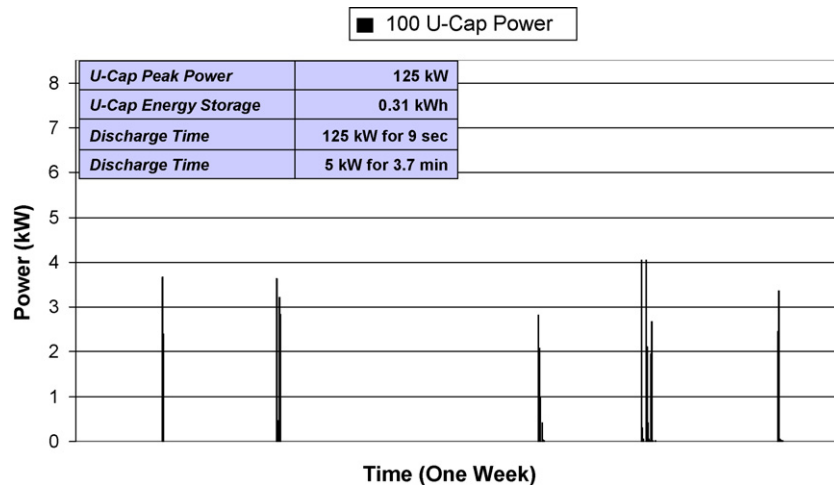 100 U-Cap Power
U-Cap Peak Power 125 kW
U-Cap Energy Storage 0.31 kWh
Discharge Time 125 kW for 9 sec
Discharge Time 5 kW for 3.7 min
8
7
6
5
4
3
2
1
0
Power (kW)
Time (One Week)